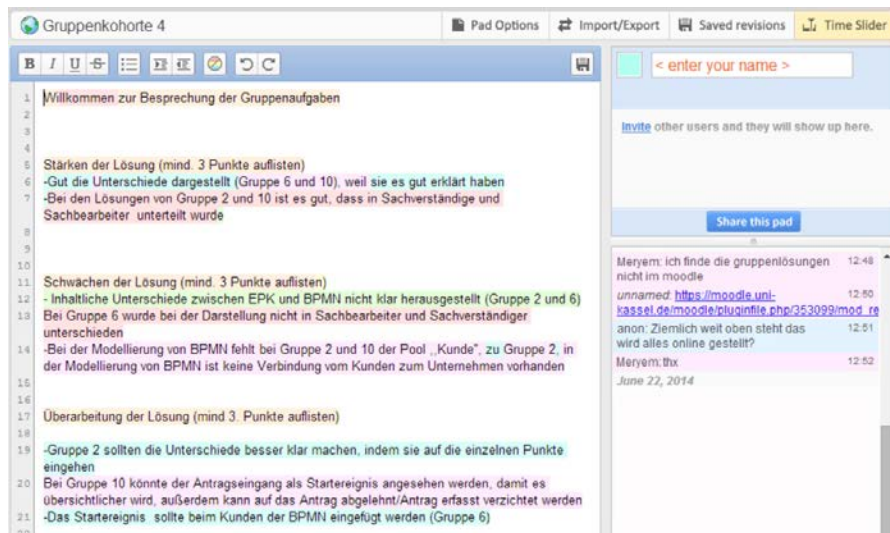 Gruppenkohorte 4
Pad Options
Import/Export
Saved revisions
Time Slider
B I U S
1 Willkommen zur Besprechung der Gruppenaufgaben
2
3
4
5 Stärken der Lösung (mind. 3 Punkte auflisten)
6 -Gut die Unterschiede dargestellt (Gruppe 6 und 10), weil sie es gut erklärt haben
7 -Bei den Lösungen von Gruppe 2 und 10 ist es gut, dass in Sachverständige und
Sachbearbeiter unterteilt wurde
8
9
10
11 Schwächen der Lösung (mind. 3 Punkte auflisten)
12 - Inhaltliche Unterschiede zwischen EPK und BPMN nicht klar herausgestellt (Gruppe 2 und 6)
13 Bei Gruppe 6 wurde bei der Darstellung nicht in Sachbearbeiter und Sachverständiger
unterschieden
14 -Bei der Modellierung von BPMN fehlt bei Gruppe 2 und 10 der Pool ,,Kunde", zu Gruppe 2, in
der Modellierung von BPMN ist keine Verbindung vom Kunden zum Unternehmen vorhanden
15
16
17 Überarbeitung der Lösung (mind 3. Punkte auflisten)
18
19 -Gruppe 2 sollten die Unterschiede besser klar machen, indem sie auf die einzelnen Punkte
eingehen
20 Bei Gruppe 10 könnte der Antragseingang als Startereignis angesehen werden, damit es
übersichtlicher wird, außerdem kann auf das Antrag abgelehnt/Antrag erfasst verzichtet werden
21 -Das Startereignis sollte beim Kunden der BPMN eingefügt werden (Gruppe 6)
< enter your name >
Invite other users and they will show up here.
Share this pad
Meryem: ich finde die gruppenlösungen 12:48
nicht im moodle
unnamed: https://moodle.uni- 12:50
kassel.de/moodle/pluginfile.php/353099/mod_re
anon: Ziemlich weit oben steht das 12:51
wird alles online gestellt?
Meryem: thx 12:52
June 22, 2014